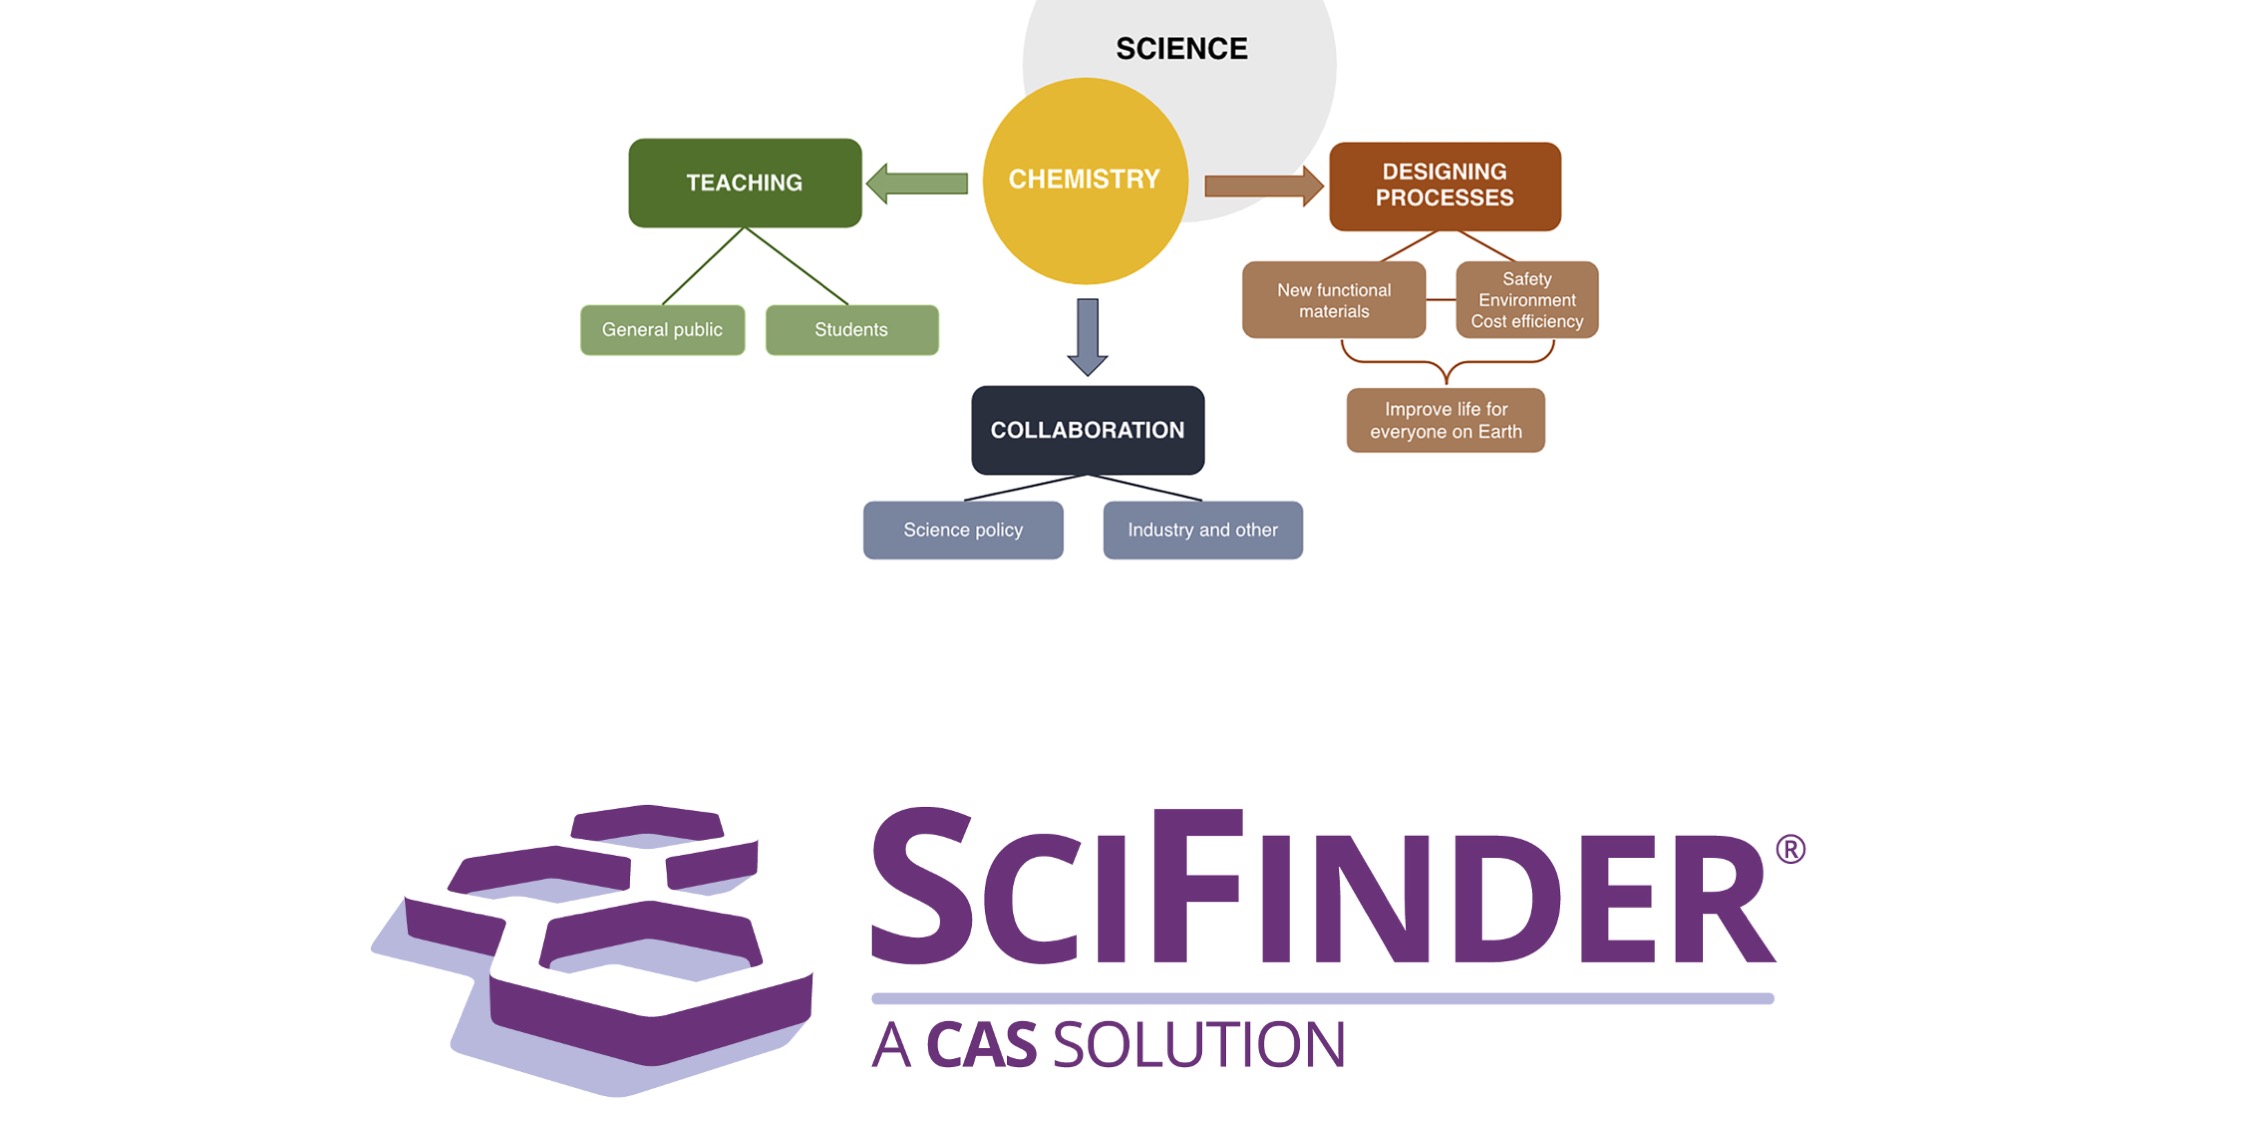 SCIENCE
CHEMISTRY
TEACHING
General public
Students
DESIGNING
PROCESSES
New functional
materials
Safety
Environment
Cost efficiency
Improve life for
everyone on Earth
COLLABORATION
Science policy
Industry and other
SCIFINDER®
A CAS SOLUTION